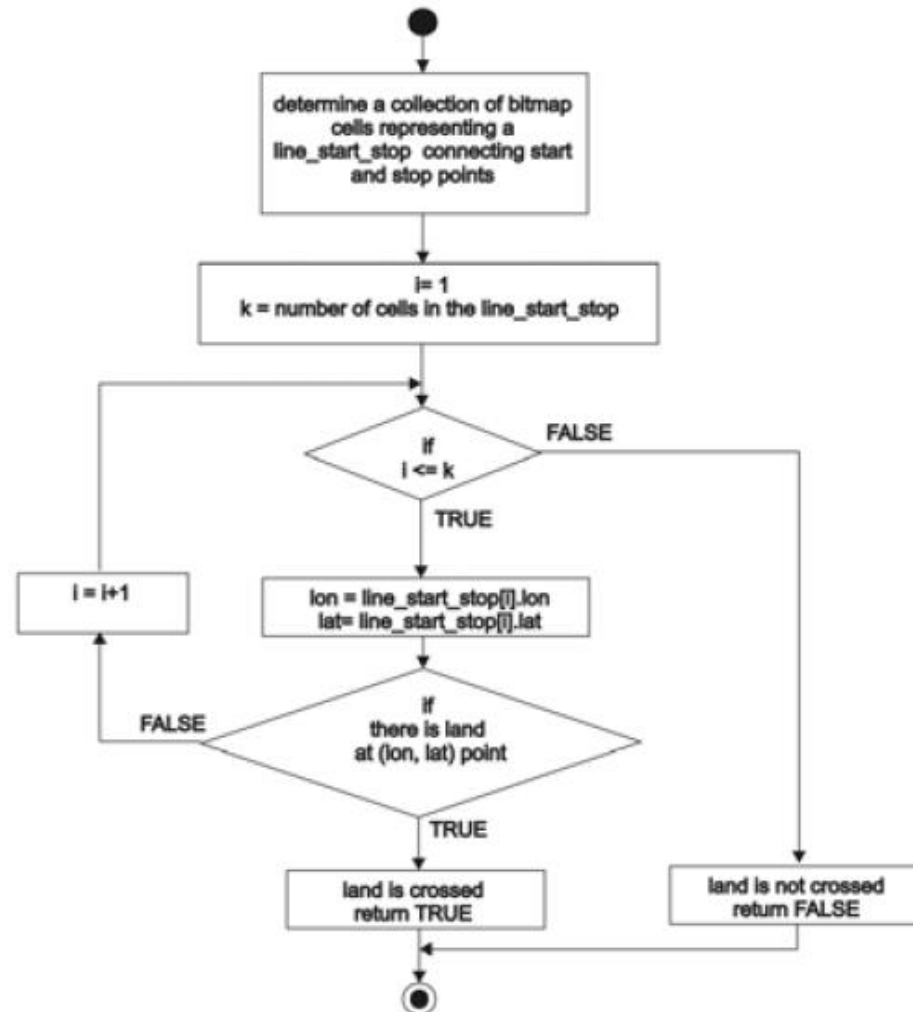 determine a collection of bitmap
cells representing a
line_start_stop connecting start
and stop points
i= 1
k = number of cells in the line_start_stop
if
i <= k
FALSE
TRUE
i = i+1
lon = line_start_stop[i].lon
lat= line_start_stop[i].lat
if
there is land
at (lon, lat) point
FALSE
TRUE
land is crossed
return TRUE
land is not crossed
return FALSE